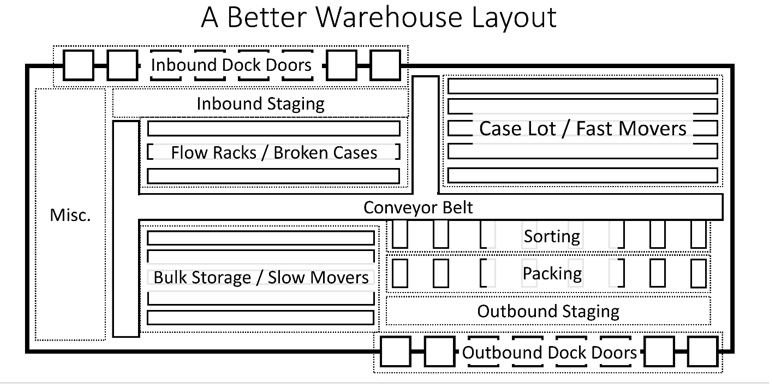 A Better Warehouse Layout
Inbound Dock Doors
Inbound Staging
Flow Racks / Broken Cases
Case Lot / Fast Movers
Misc.
Conveyor Belt
Sorting
Bulk Storage / Slow Movers
Packing
Outbound Staging
Outbound Dock Doors